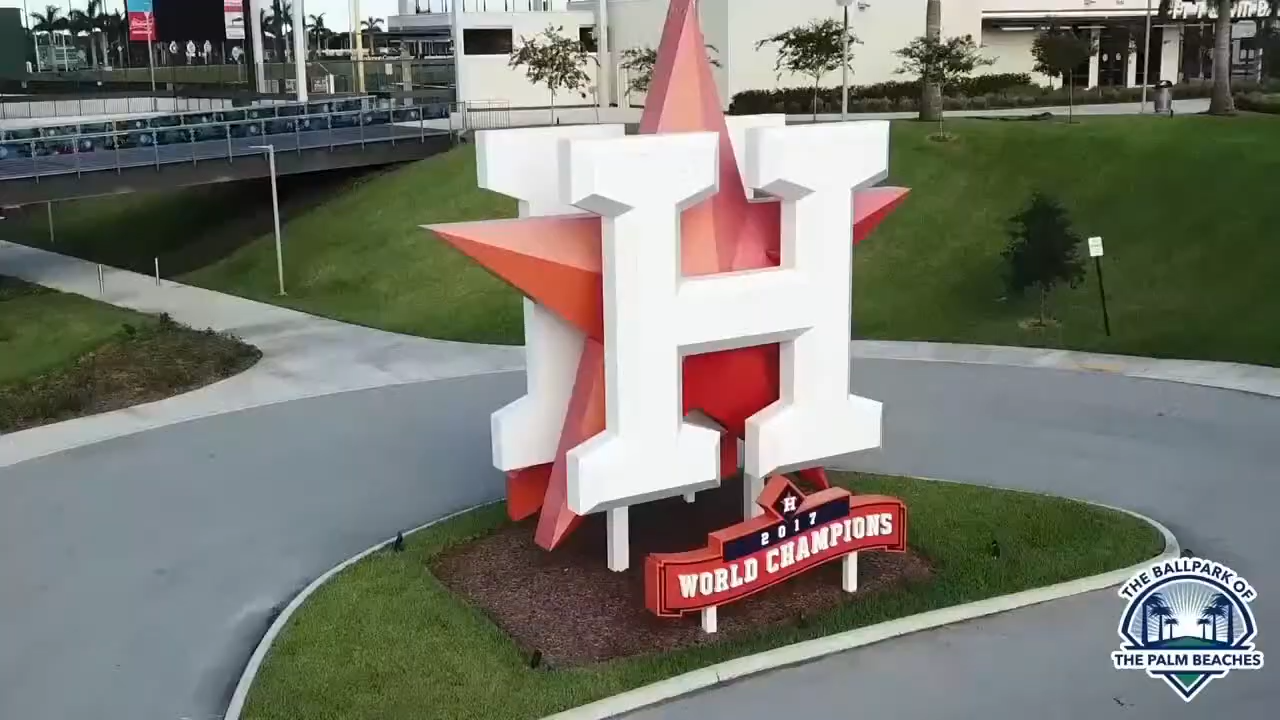 H
H
2017
WORLD CHAMPIONS
THE BALLPARK OF
THE PALM BEACHES